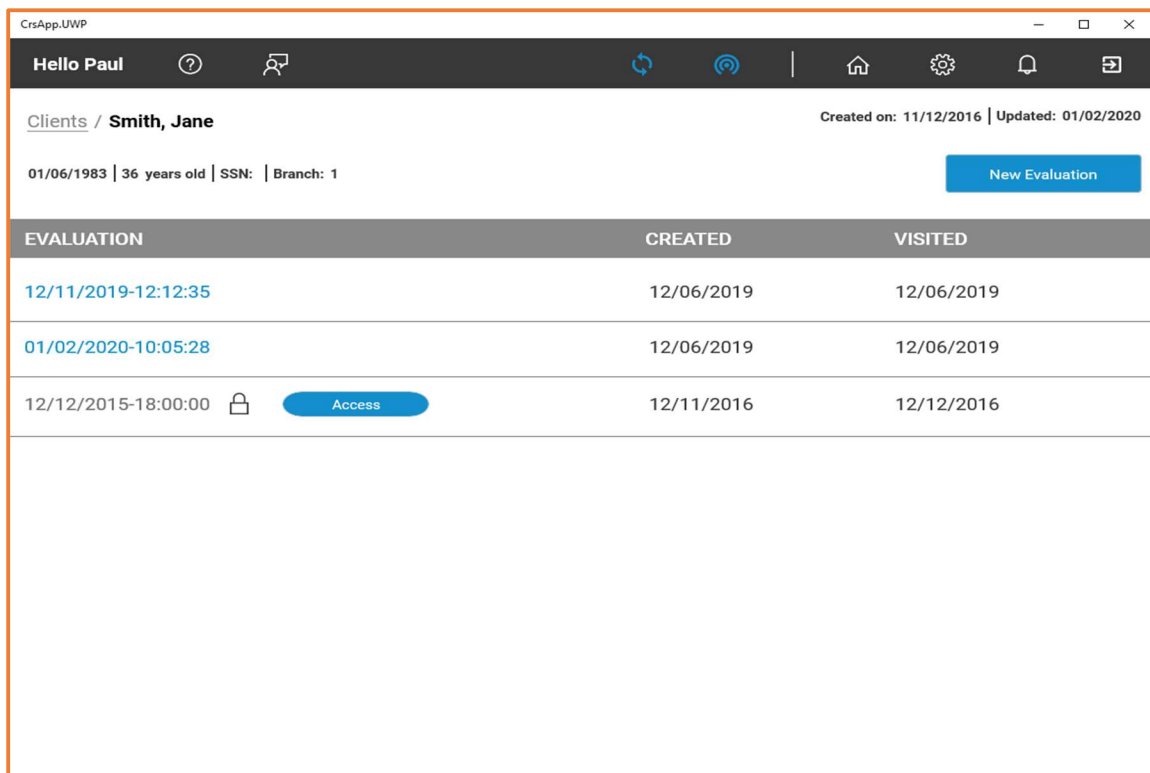 CrsApp.UWP
Hello Paul
Clients / Smith, Jane
Created on: 11/12/2016 | Updated: 01/02/2020
01/06/1983 | 36 years old | SSN: | Branch: 1
New Evaluation
EVALUATION CREATED VISITED
12/11/2019-12:12:35 12/06/2019 12/06/2019
01/02/2020-10:05:28 12/06/2019 12/06/2019
12/12/2015-18:00:00 Access 12/11/2016 12/12/2016